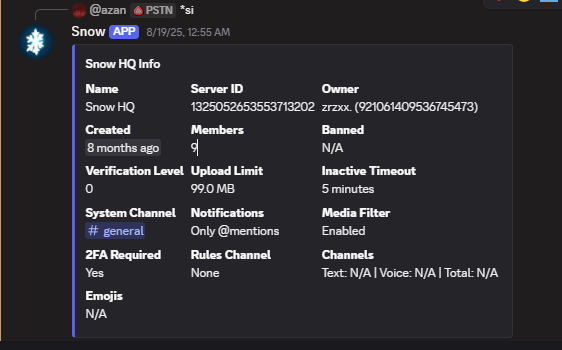 @azan PSTN *si
Snow APP 8/19/25, 12:55 AM
Snow HQ Info
Name Server ID Owner
Snow HQ 1325052653553713202 zrzxx. (921061409536745473)
Created Members Banned
8 months ago 9 N/A
Verification Level Upload Limit Inactive Timeout
0 99.0 MB 5 minutes
System Channel Notifications Media Filter
# general Only @mentions Enabled
2FA Required Rules Channel Channels
Yes None Text: N/A | Voice: N/A | Total: N/A
Emojis
N/A